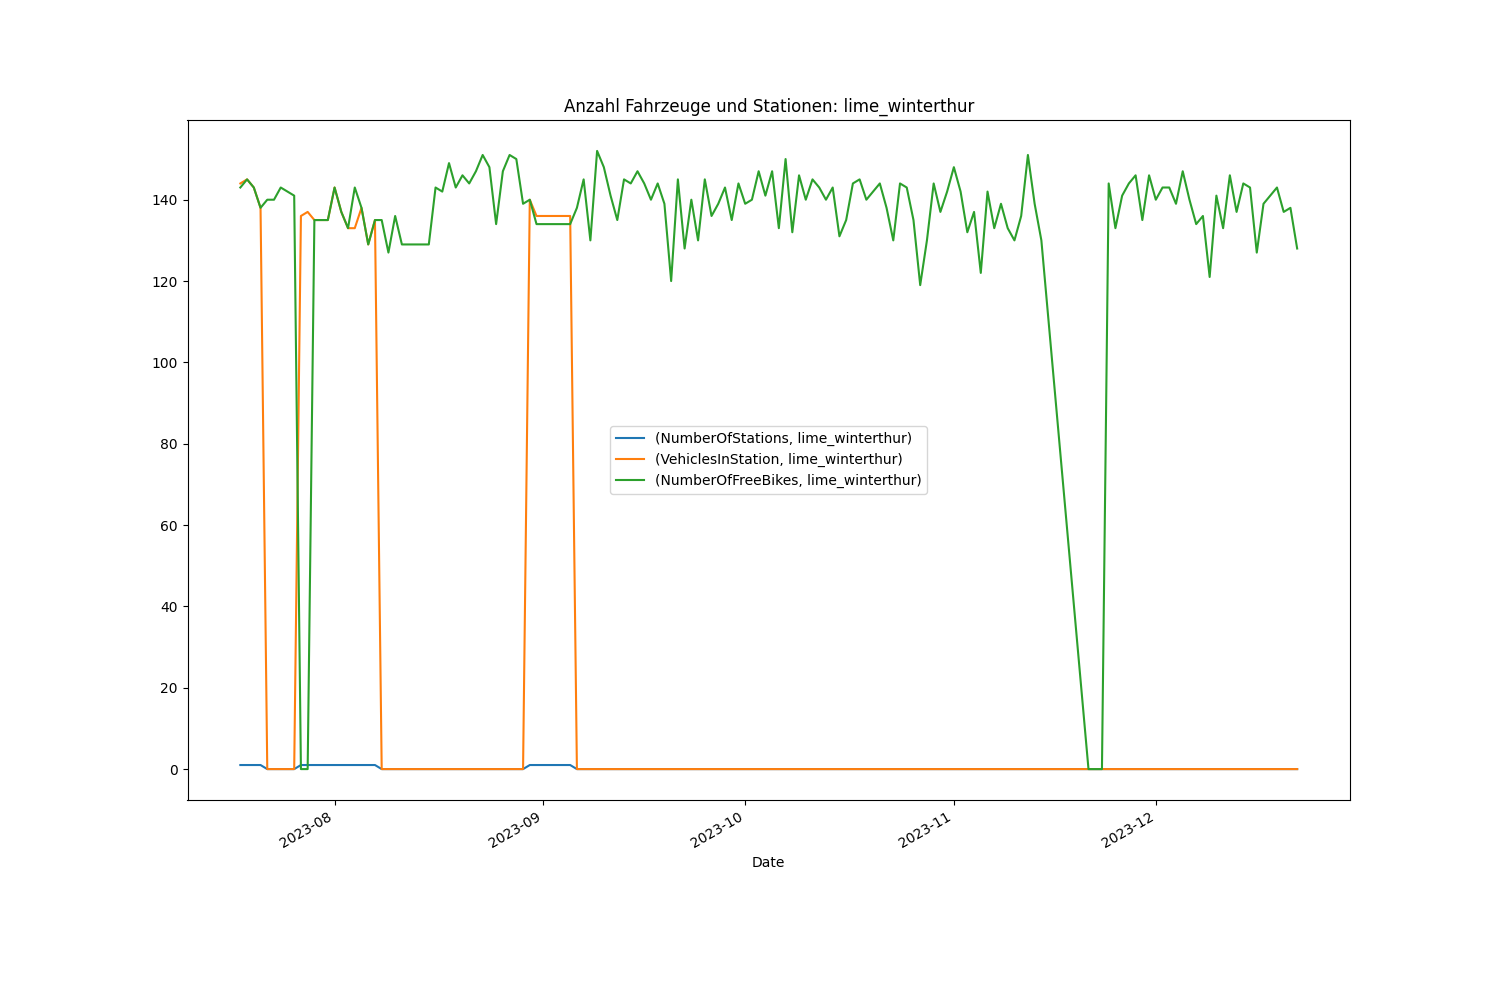 Anzahl Fahrzeuge und Stationen: lime_winterthur
140
120
100
80
60
40
20
0
(NumberOfStations, lime_winterthur)
(VehiclesInStation, lime_winterthur)
(NumberOfFreeBikes, lime_winterthur)
2023-08
2023-09
2023-10
2023-11
2023-12
Date